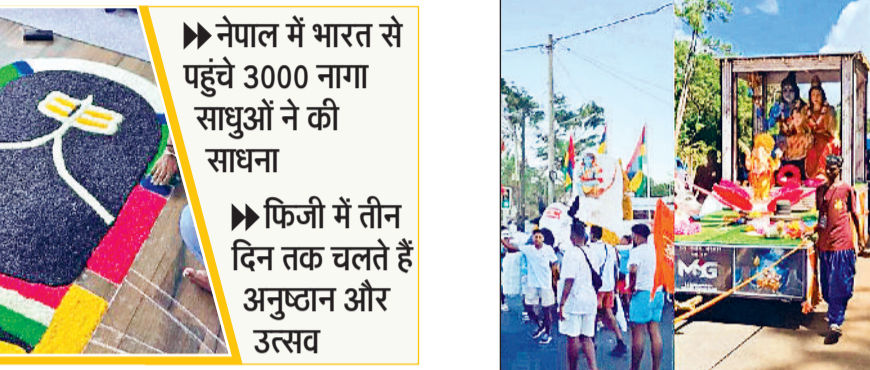 ▶▶नेपाल में भारत से
पहुंचे 3000 नागा
साधुओं ने की
साधना
▶▶फिजी में तीन
दिन तक चलते हैं
अनुष्ठान और
उत्सव
M G